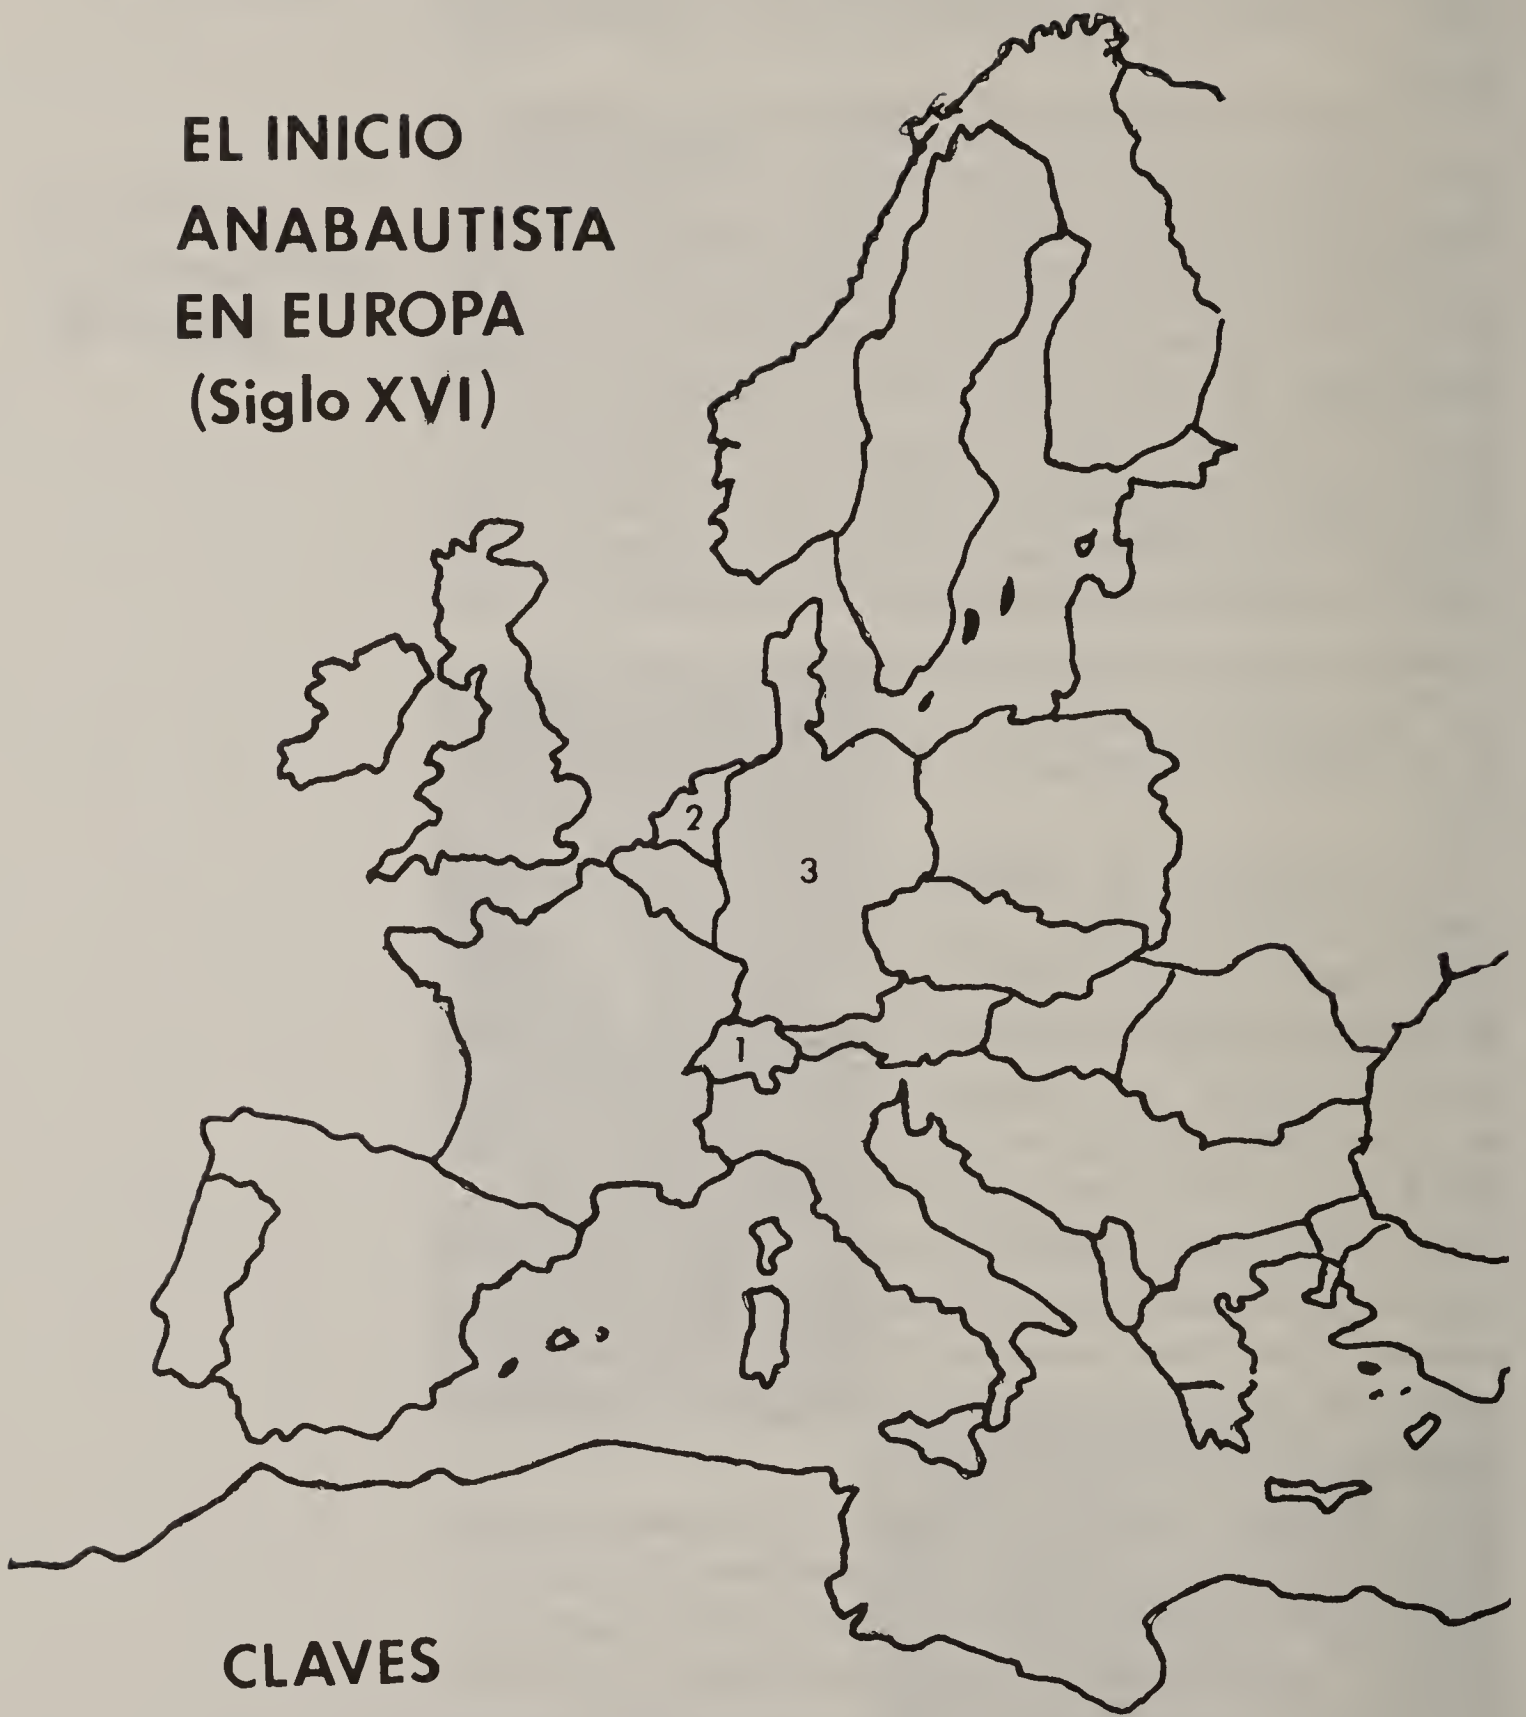 EL INICIO
ANABAUTISTA
EN EUROPA
(Siglo XVI)
2
3
1
CLAVES